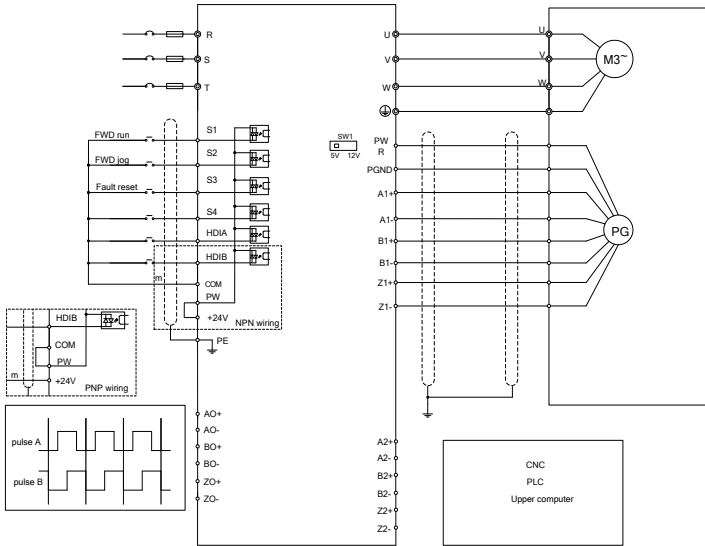 R
S
T
FWD run
FWD jog
Fault reset
S1
S2
S3
S4
HDIA
HDIB
m
COM
PW
+24V
NPN wiring
PE
HDIB
COM
PW
m
+24V
PNP wiring
pulse A
pulse B
AO+
AO-
BO+
BO-
ZO+
ZO-
SW1
5V 12V
U
V
W
PW
R
PGND
A1+
A1-
B1+
B1-
Z1+
Z1-
A2+
A2-
B2+
B2-
Z2+
Z2-
U
V
W
M3~
PG
CNC
PLC
Upper computer